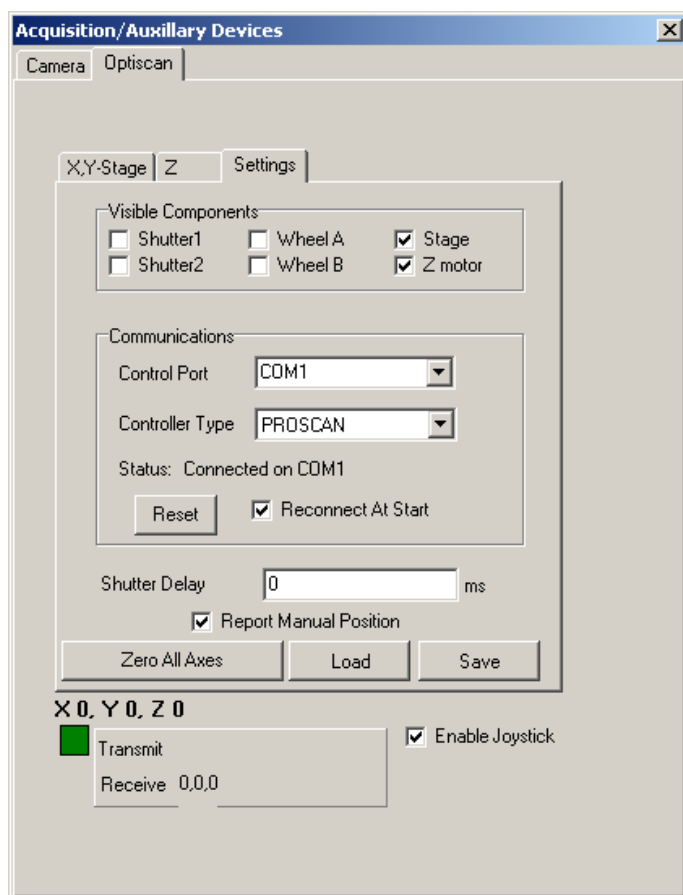 Acquisition/Auxillary Devices
Camera Optiscan
X,Y-Stage Z Settings
Visible Components
Shutter1 Wheel A Stage
Shutter2 Wheel B Z motor
Communications
Control Port COM1
Controller Type PROSCAN
Status: Connected on COM1
Reset Reconnect At Start
Shutter Delay 0 ms
Report Manual Position
Zero All Axes Load Save
X 0, Y 0, Z 0
Transmit Enable Joystick
Receive 0,0,0